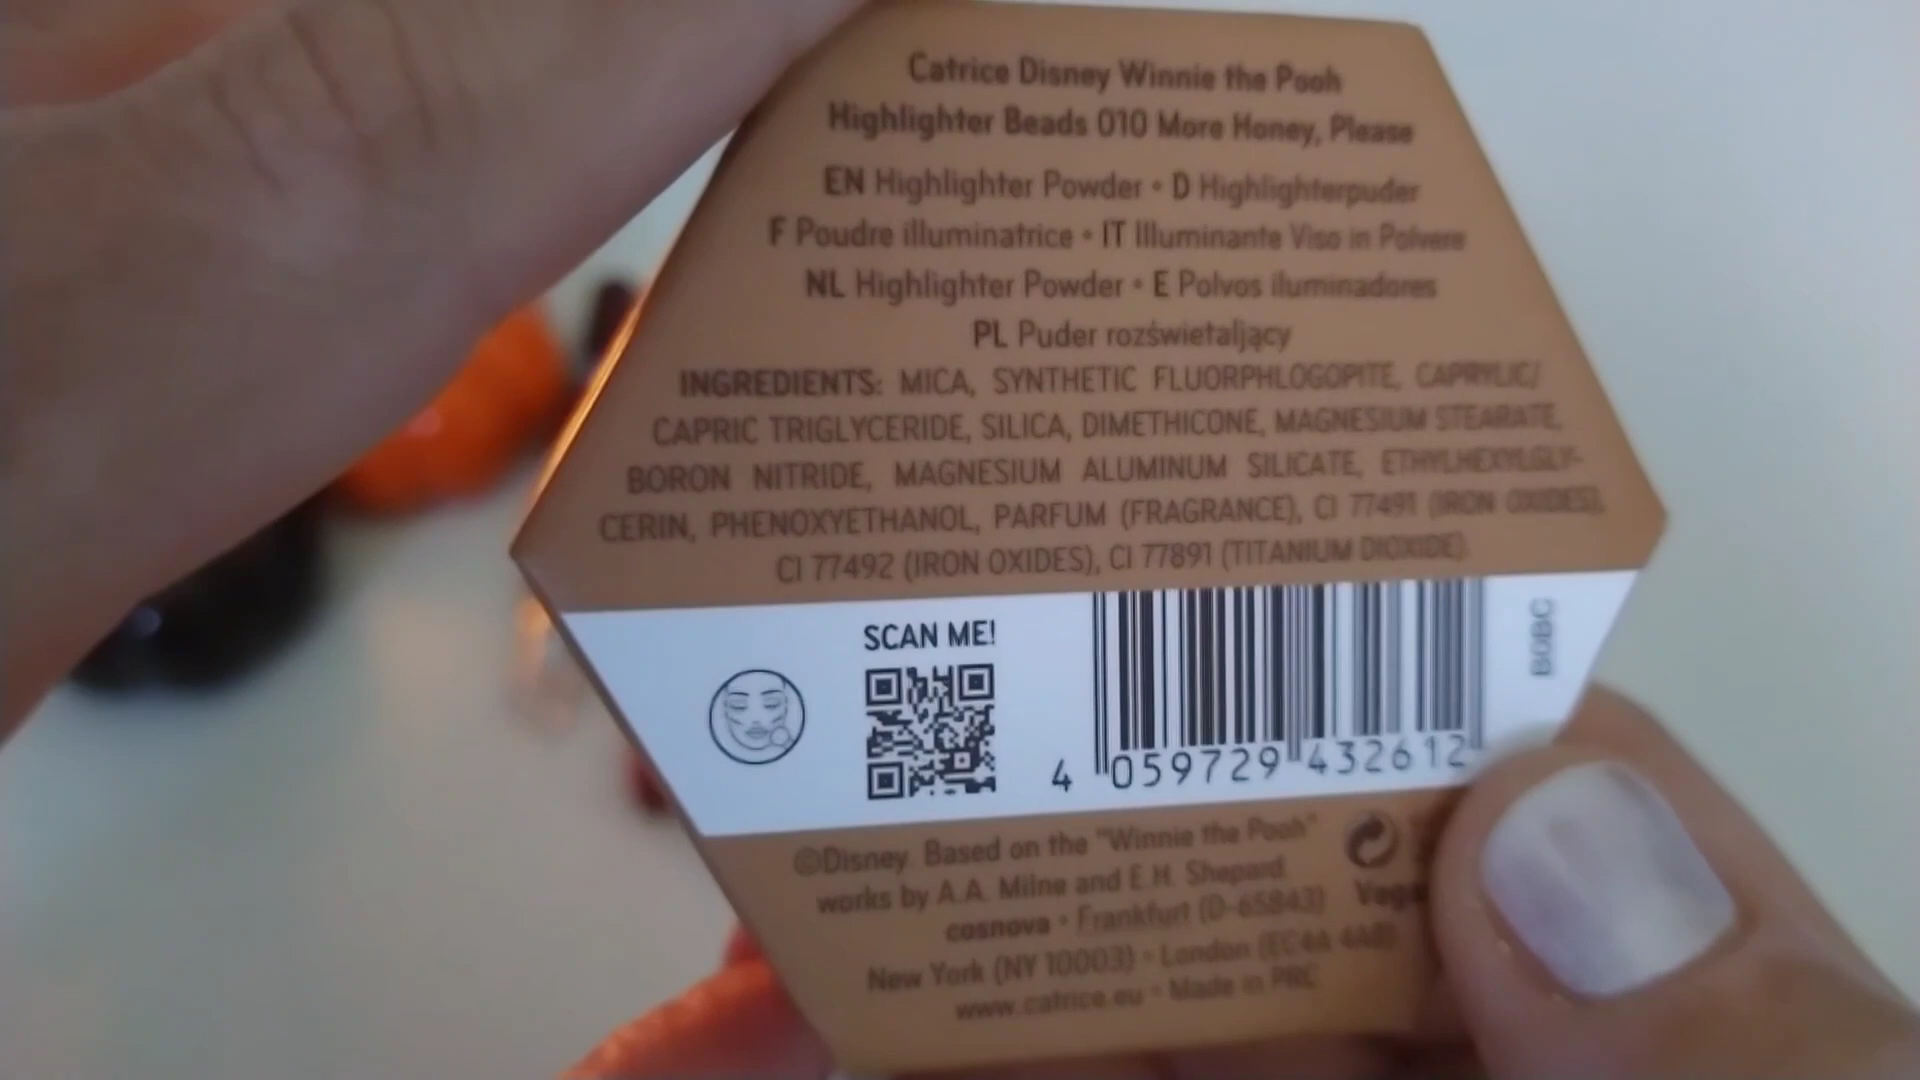 Catrice Disney Winnie the Pooh
Highlighter Beads 010 More Honey, Please
EN Highlighter Powder • D Highlighterpuder
F Poudre illuminatrice • IT Illuminante Viso in Polvere
NL Highlighter Powder • E Polvos iluminadores
PL Puder rozświetaljący
INGREDIENTS: MICA, SYNTHETIC FLUORPHLOGOPITE, CAPRYLIC/
CAPRIC TRIGLYCERIDE, SILICA, DIMETHICONE, MAGNESIUM STEARATE,
BORON NITRIDE, MAGNESIUM ALUMINUM SILICATE, ETHYLHEXYLGLY-
CERIN, PHENOXYETHANOL, PARFUM (FRAGRANCE), CI 77491 (IRON OXIDES),
CI 77492 (IRON OXIDES), CI 77891 (TITANIUM DIOXIDE).
SCAN ME!
4 059729 432612
B0BC
©Disney. Based on the "Winnie the Pooh"
works by A.A. Milne and E.H. Shepard.
cosnova • Frankfurt (D-65843)
New York (NY 10003) • London (EC4A 4AB)
www.catrice.eu • Made in PRC